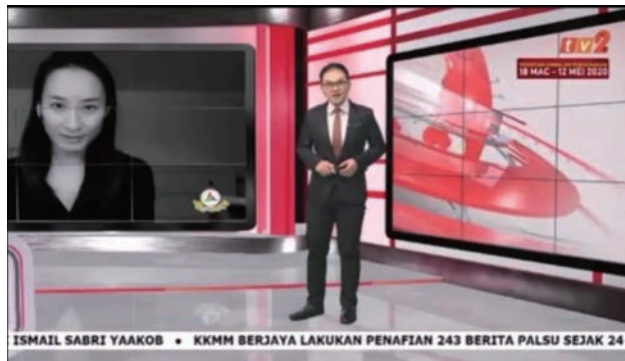 tv2
18 MAC - 12 MEI 2020
ISMAIL SABRI YAAKOB • KKMM BERJAYA LAKUKAN PENAFIAN 243 BERITA PALSU SEJAK 24